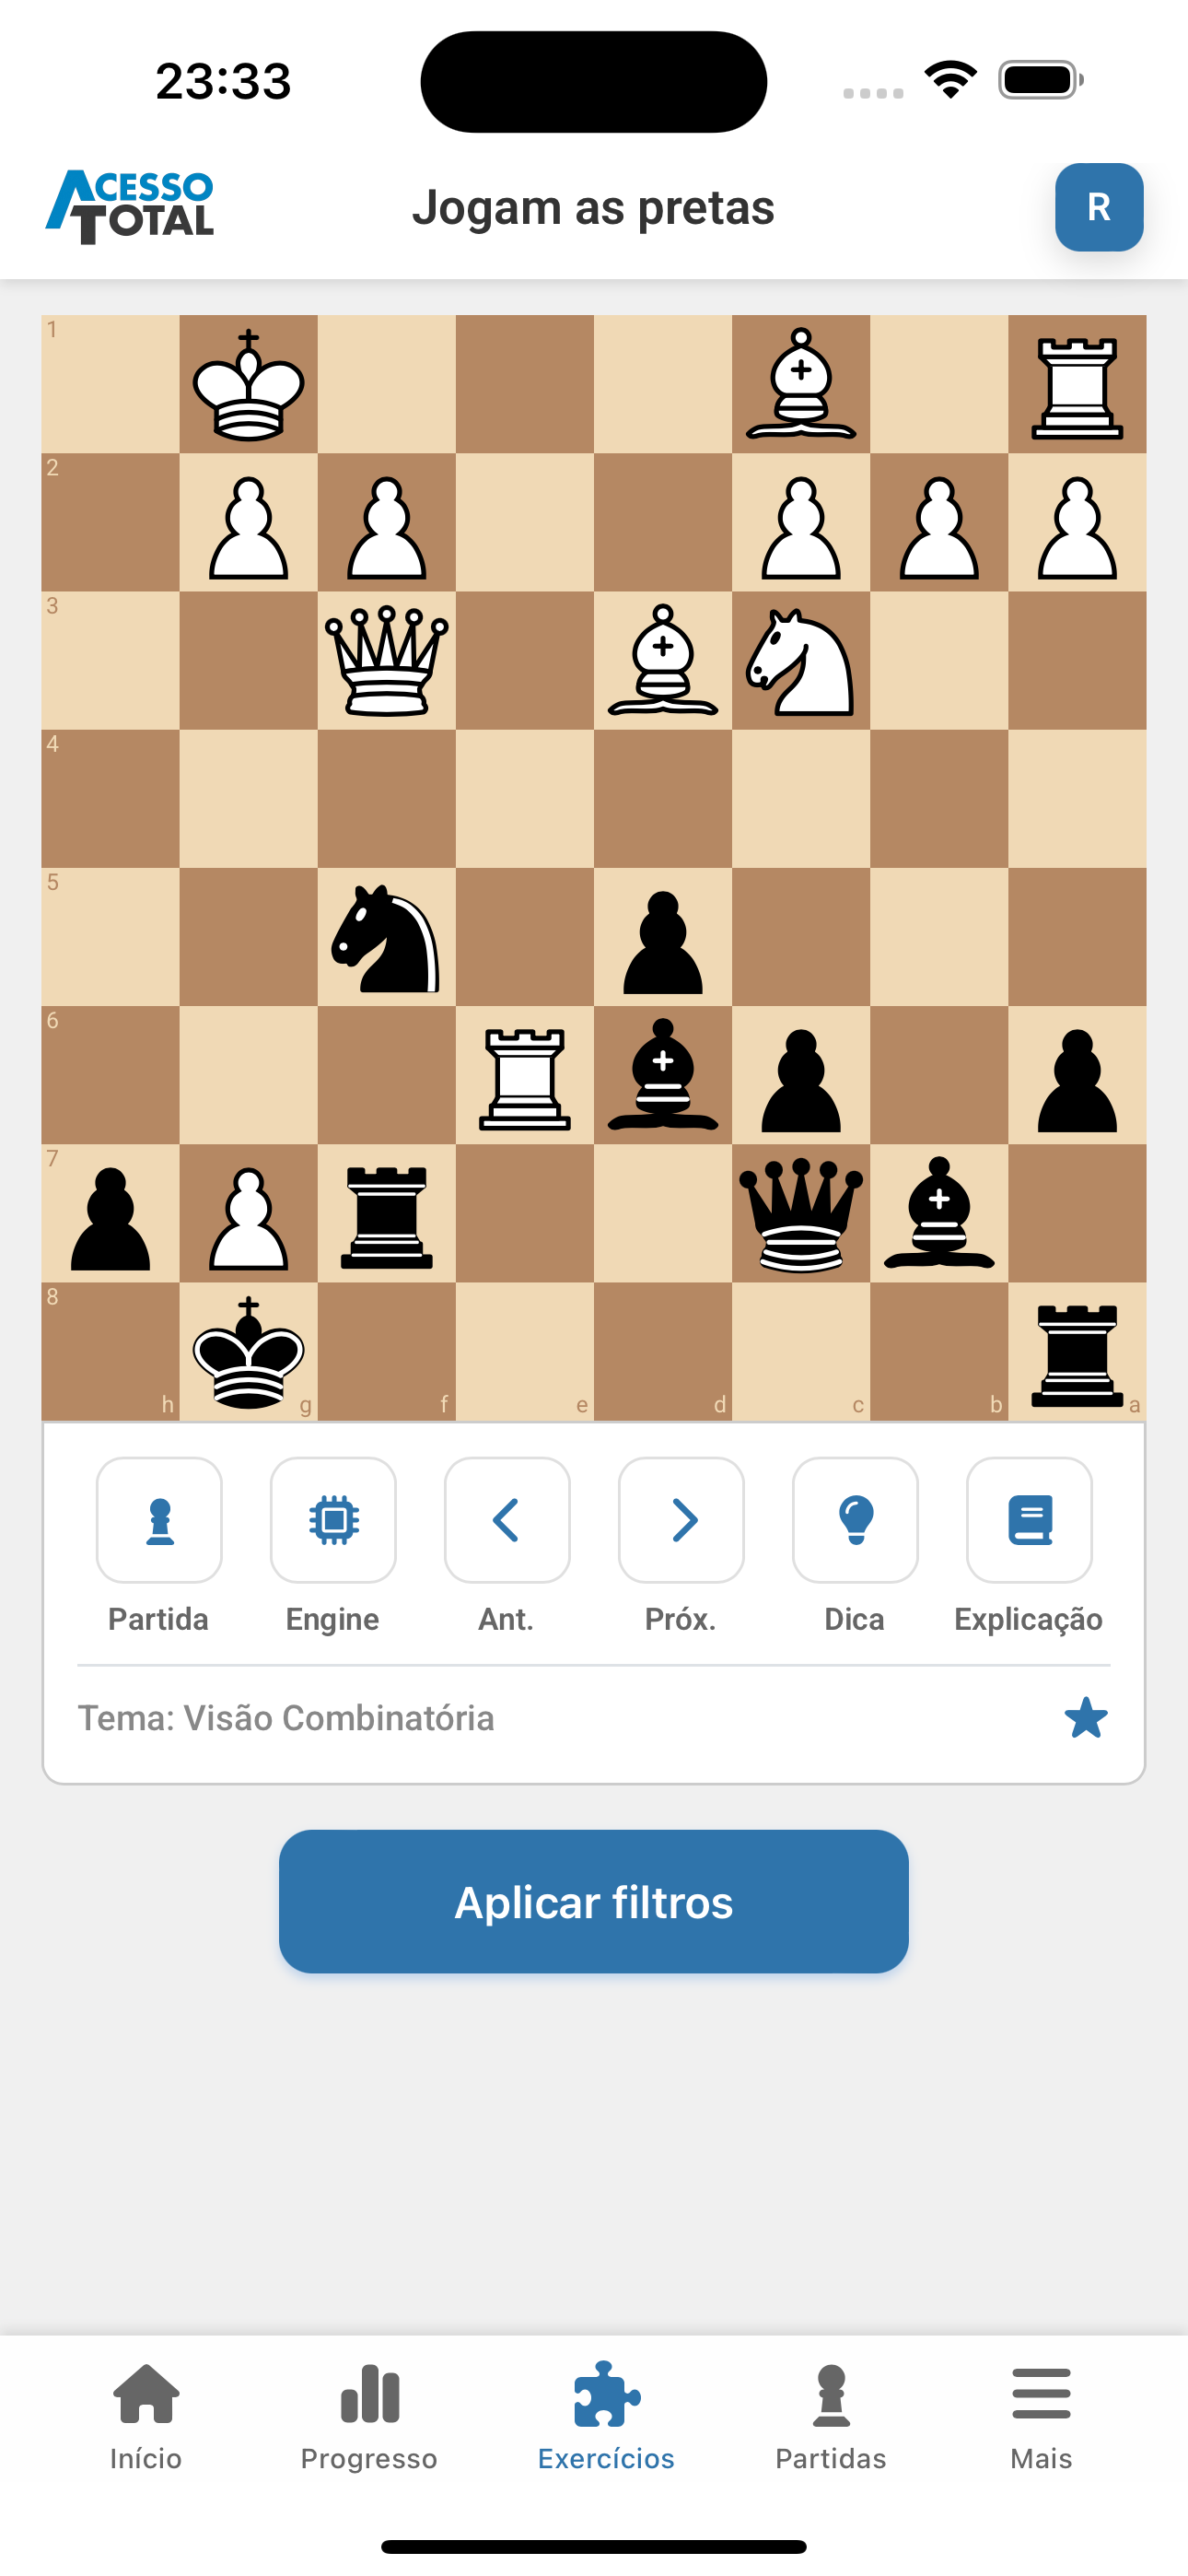 23:33
ACESSO
TOTAL
Jogam as pretas
R
1
2
3
4
5
6
7
8
h g f e d c b a
Partida Engine Ant. Próx. Dica Explicação
Tema: Visão Combinatória
Aplicar filtros
Início Progresso Exercícios Partidas Mais